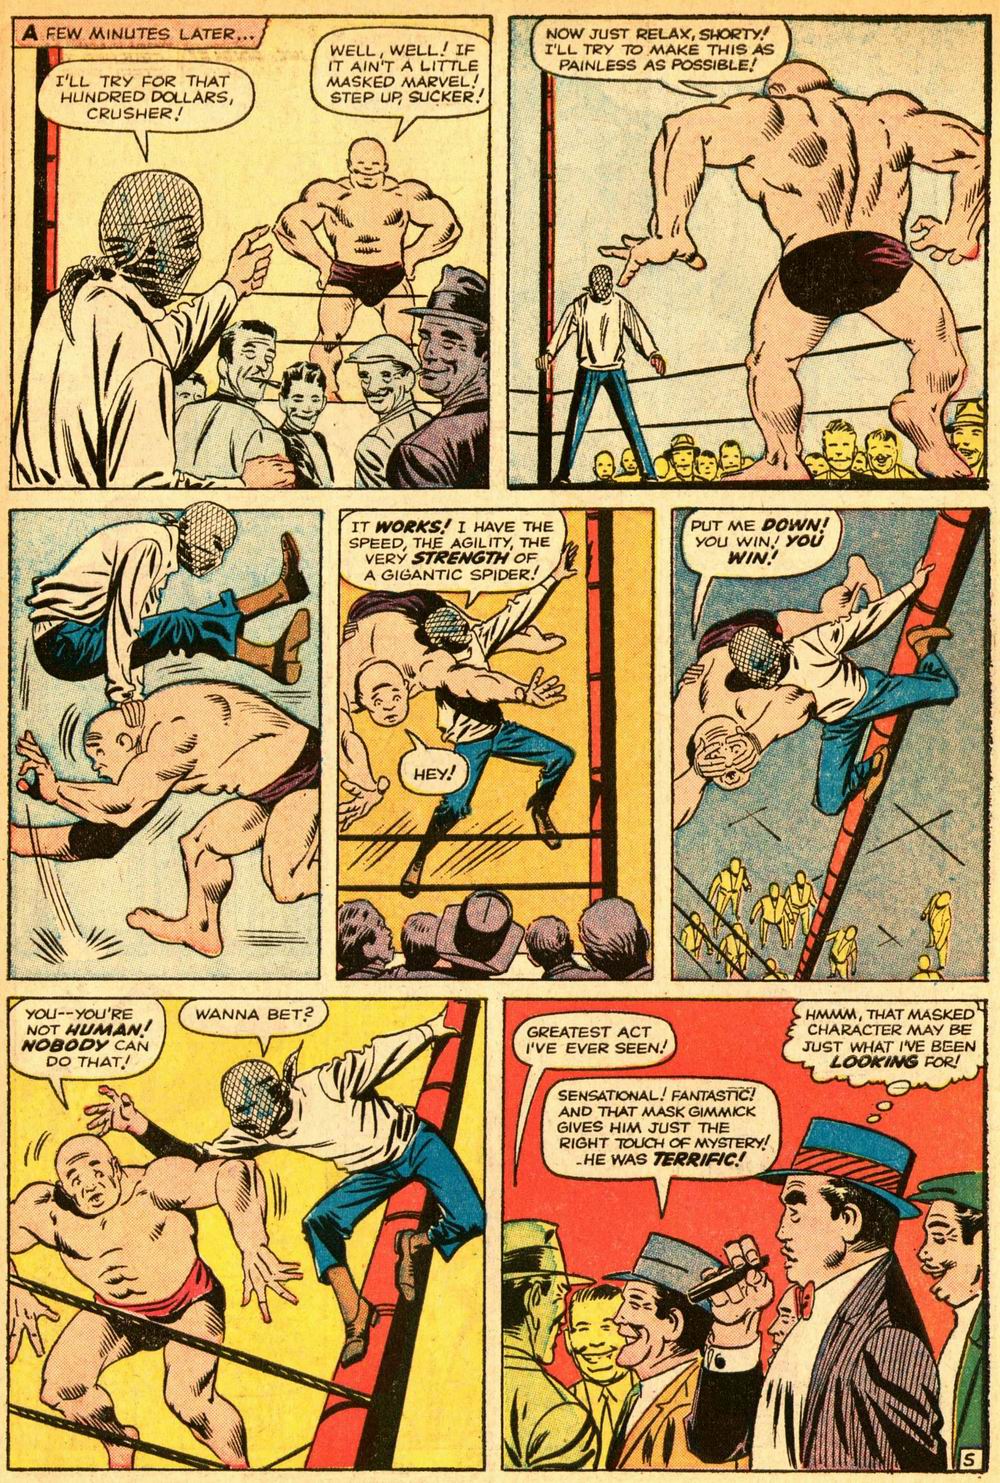 A FEW MINUTES LATER...
I'LL TRY FOR THAT
HUNDRED DOLLARS,
CRUSHER!
WELL, WELL! IF
IT AIN'T A LITTLE
MASKED MARVEL!
STEP UP, SUCKER!
NOW JUST RELAX, SHORTY!
I'LL TRY TO MAKE THIS AS
PAINLESS AS POSSIBLE!
IT WORKS! I HAVE THE
SPEED, THE AGILITY, THE
VERY STRENGTH OF
A GIGANTIC SPIDER!
HEY!
PUT ME DOWN!
YOU WIN! YOU
WIN!
YOU--YOU'RE
NOT HUMAN!
NOBODY CAN
DO THAT!
WANNA BET?
GREATEST ACT
I'VE EVER SEEN!
SENSATIONAL! FANTASTIC!
AND THAT MASK GIMMICK
GIVES HIM JUST THE
RIGHT TOUCH OF MYSTERY!
..HE WAS TERRIFIC!
HMMM, THAT MASKED
CHARACTER MAY BE
JUST WHAT I'VE BEEN
LOOKING FOR!
5